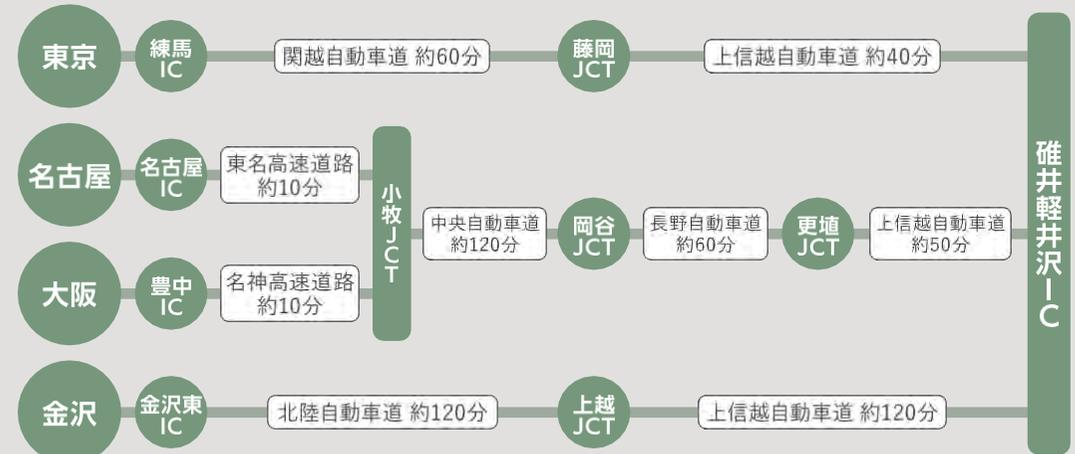 東京
練馬
IC
関越自動車道 約60分
藤岡
JCT
上信越自動車道 約40分
名古屋
名古屋
IC
東名高速道路
約10分
大阪
豊中
IC
名神高速道路
約10分
小牧JCT
中央自動車道
約120分
岡谷
JCT
長野自動車道
約60分
更埴
JCT
上信越自動車道
約50分
金沢
金沢東
IC
北陸自動車道 約120分
上越
JCT
上信越自動車道 約120分
碓井軽井沢IC